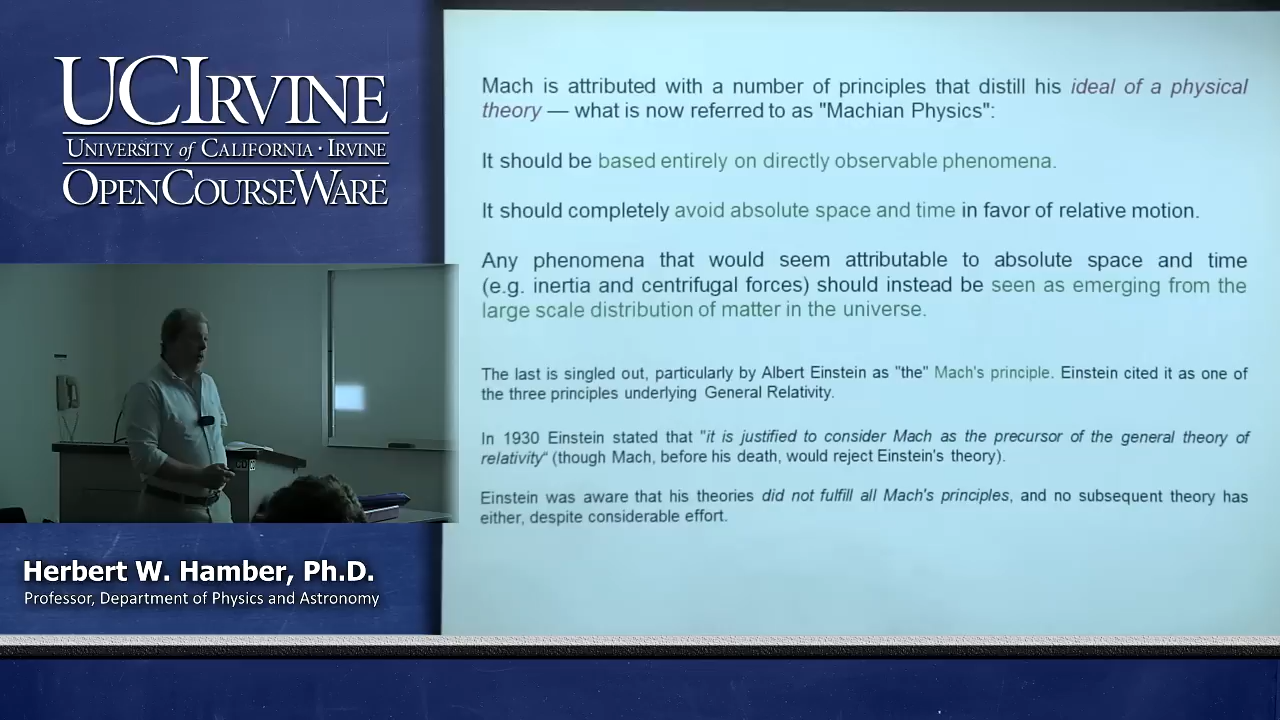 UCIRVINE
UNIVERSITY of CALIFORNIA · IRVINE
OPENCOURSEWARE
Herbert W. Hamber, Ph.D.
Professor, Department of Physics and Astronomy
Mach is attributed with a number of principles that distill his ideal of a physical
theory — what is now referred to as "Machian Physics":
It should be based entirely on directly observable phenomena.
It should completely avoid absolute space and time in favor of relative motion.
Any phenomena that would seem attributable to absolute space and time
(e.g. inertia and centrifugal forces) should instead be seen as emerging from the
large scale distribution of matter in the universe.
The last is singled out, particularly by Albert Einstein as "the" Mach's principle. Einstein cited it as one of
the three principles underlying General Relativity.
In 1930 Einstein stated that "it is justified to consider Mach as the precursor of the general theory of
relativity" (though Mach, before his death, would reject Einstein's theory).
Einstein was aware that his theories did not fulfill all Mach's principles, and no subsequent theory has
either, despite considerable effort.